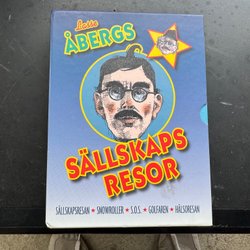 Lasse
ÅBERGS
SÄLLSKAPS
RESOR
SÄLLSKAPSRESAN ★ SNOWROLLER ★ S.O.S. ★ GOLFAREN ★ HÄLSORESAN